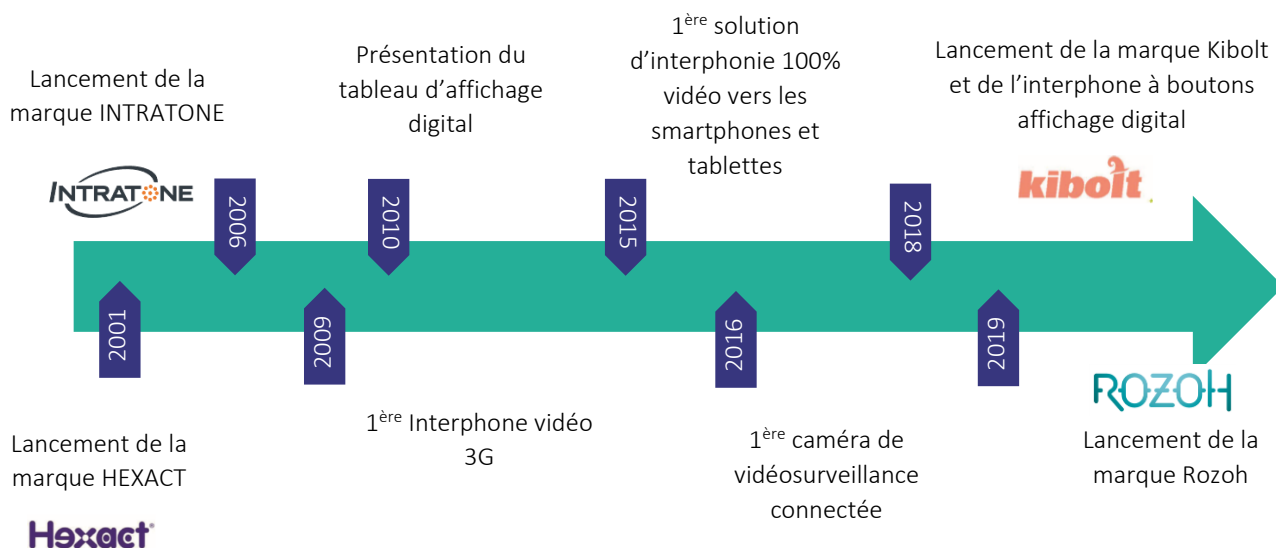 Lancement de la
marque INTRATONE
INTRATONE
Présentation du
tableau d’affichage
digital
1ère solution
d’interphonie 100%
vidéo vers les
smartphones et
tablettes
Lancement de la marque Kibolt
et de l’interphone à boutons
affichage digital
kibolt
2006
2010
2015
2018
2001
2009
2016
2019
Lancement de la
marque HEXACT
Hexact®
1ère Interphone vidéo
3G
1ère caméra de
vidéosurveillance
connectée
ROZOH
Lancement de la
marque Rozoh